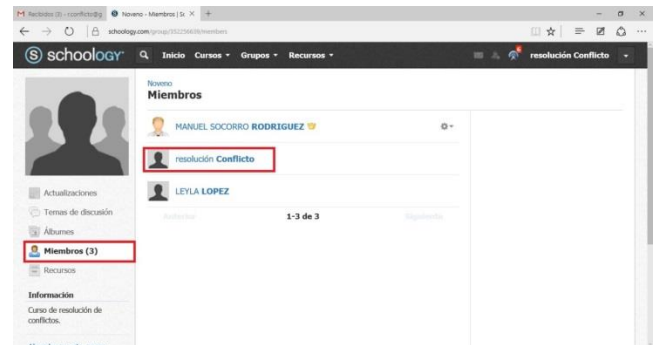 Recibidos (3) - rconflicto@g
Noveno - Miembros | Sc
schoology.com/group/352256639/members
schoology
Inicio Cursos Grupos Recursos
resolución Conflicto
Noveno
Miembros
MANUEL SOCORRO RODRIGUEZ
resolución Conflicto
LEYLA LOPEZ
Anterior 1-3 de 3 Siguiente
Actualizaciones
Temas de discusión
Álbumes
Miembros (3)
Recursos
Información
Curso de resolución de
conflictos.